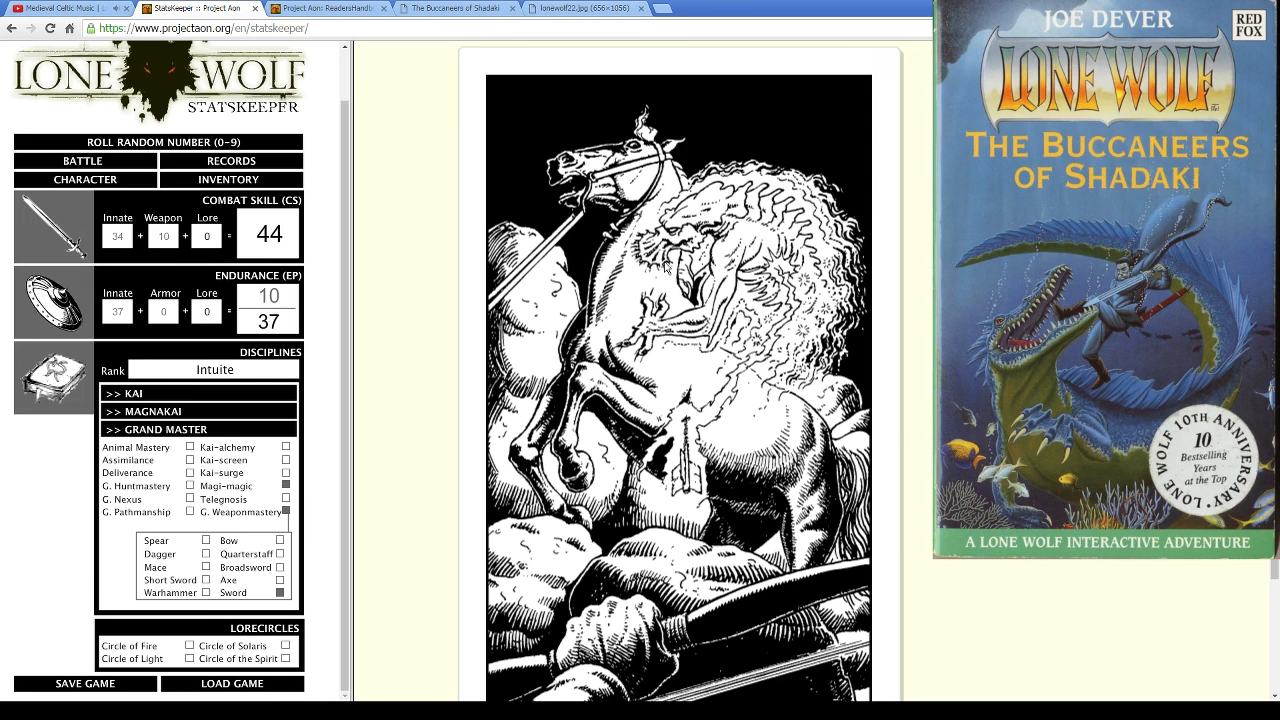 Medieval Celtic Music | L
StatsKeeper :: Project Aon
Project Aon: ReadersHandb
The Buccaneers of Shadaki
lonewolf22.jpg (656×1056)
https://www.projectaon.org/en/statskeeper/
LONE WOLF
STATSKEEPER
ROLL RANDOM NUMBER (0-9)
BATTLE RECORDS
CHARACTER INVENTORY
COMBAT SKILL (CS)
Innate Weapon Lore
34 + 10 + 0 = 44
ENDURANCE (EP)
Innate Armor Lore
10
37 + 0 + 0 = 37
DISCIPLINES
Rank Intuite
>> KAI
>> MAGNAKAI
>> GRAND MASTER
Animal Mastery Kai-alchemy
Assimilance Kai-screen
Deliverance Kai-surge
G. Huntmastery Magi-magic
G. Nexus Telegnosis
G. Pathmanship G. Weaponmastery
Spear Bow
Dagger Quarterstaff
Mace Broadsword
Short Sword Axe
Warhammer Sword
LORECIRCLES
Circle of Fire Circle of Solaris
Circle of Light Circle of the Spirit
SAVE GAME LOAD GAME
JOE DEVER
RED
FOX
LONE WOLF
THE BUCCANEERS
OF SHADAKI
LONE WOLF 10TH ANNIVERSARY
10
Bestselling
Years
at the Top
A LONE WOLF INTERACTIVE ADVENTURE